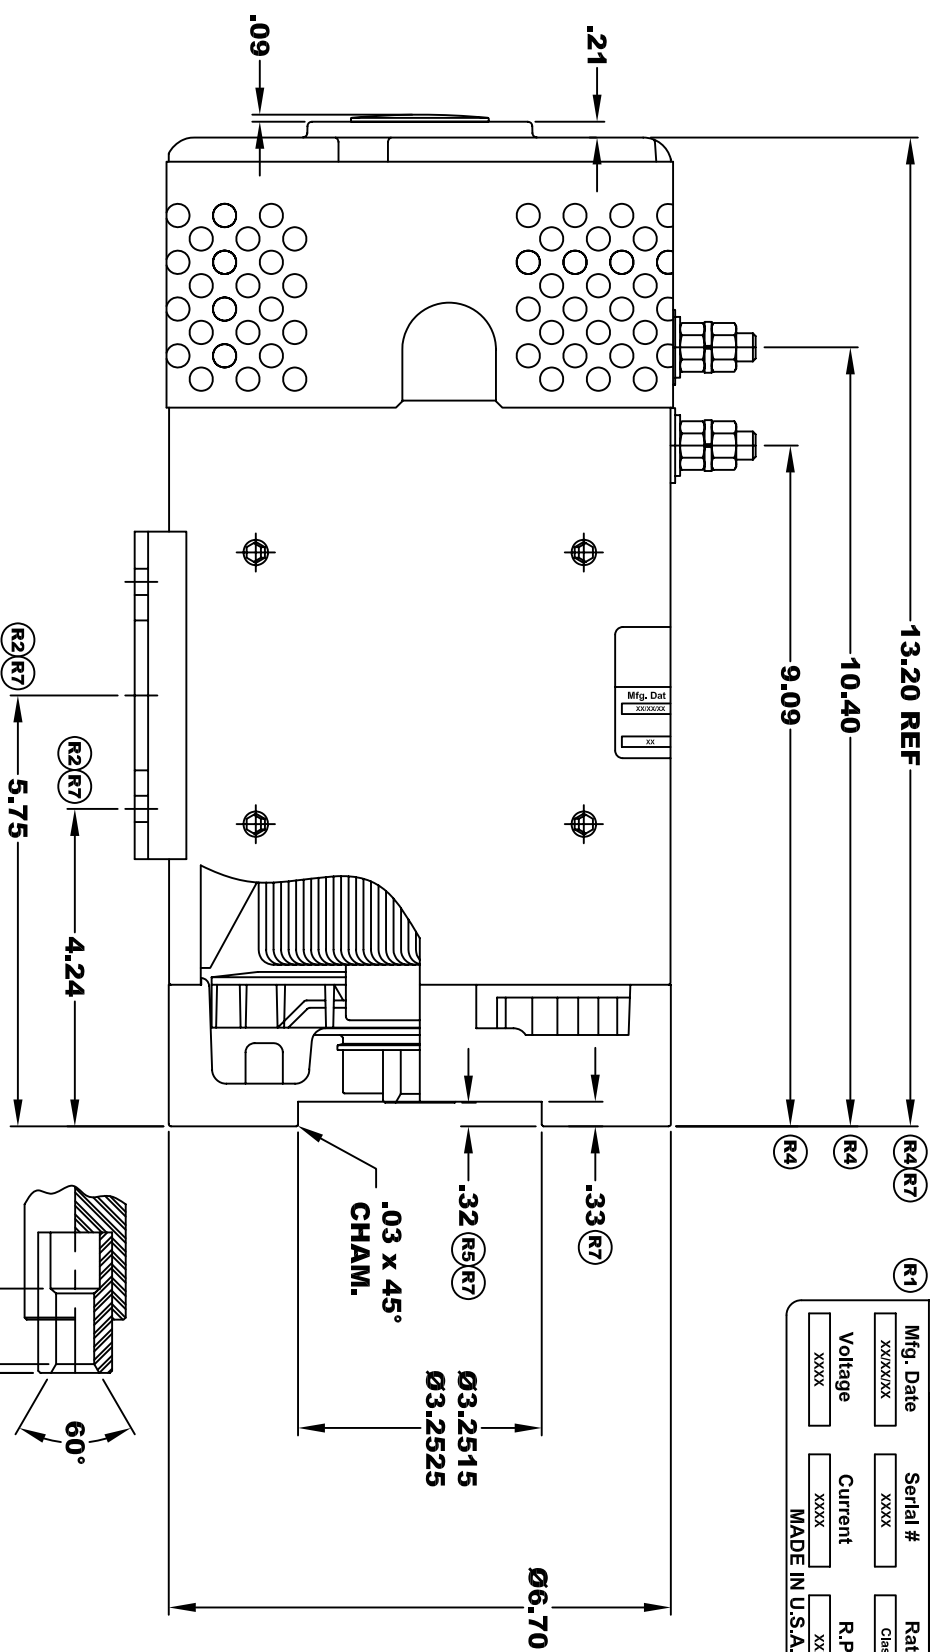 .09
.21
13.20 REF
R4 R7
10.40
R4
9.09
R4
Mfg. Dat
XX/XX/XX
XX
R2 R7
5.75
R2 R7
4.24
.33 R7
.32 R5 R7
.03 x 45°
CHAM.
Ø3.2515
Ø3.2525
Ø6.70
60°
R1
Mfg. Date
Serial #
Rat
XX/XX/XX
XXXX
Clas
Voltage
Current
R.P
XXXX
XXXX
XX
MADE IN U.S.A.